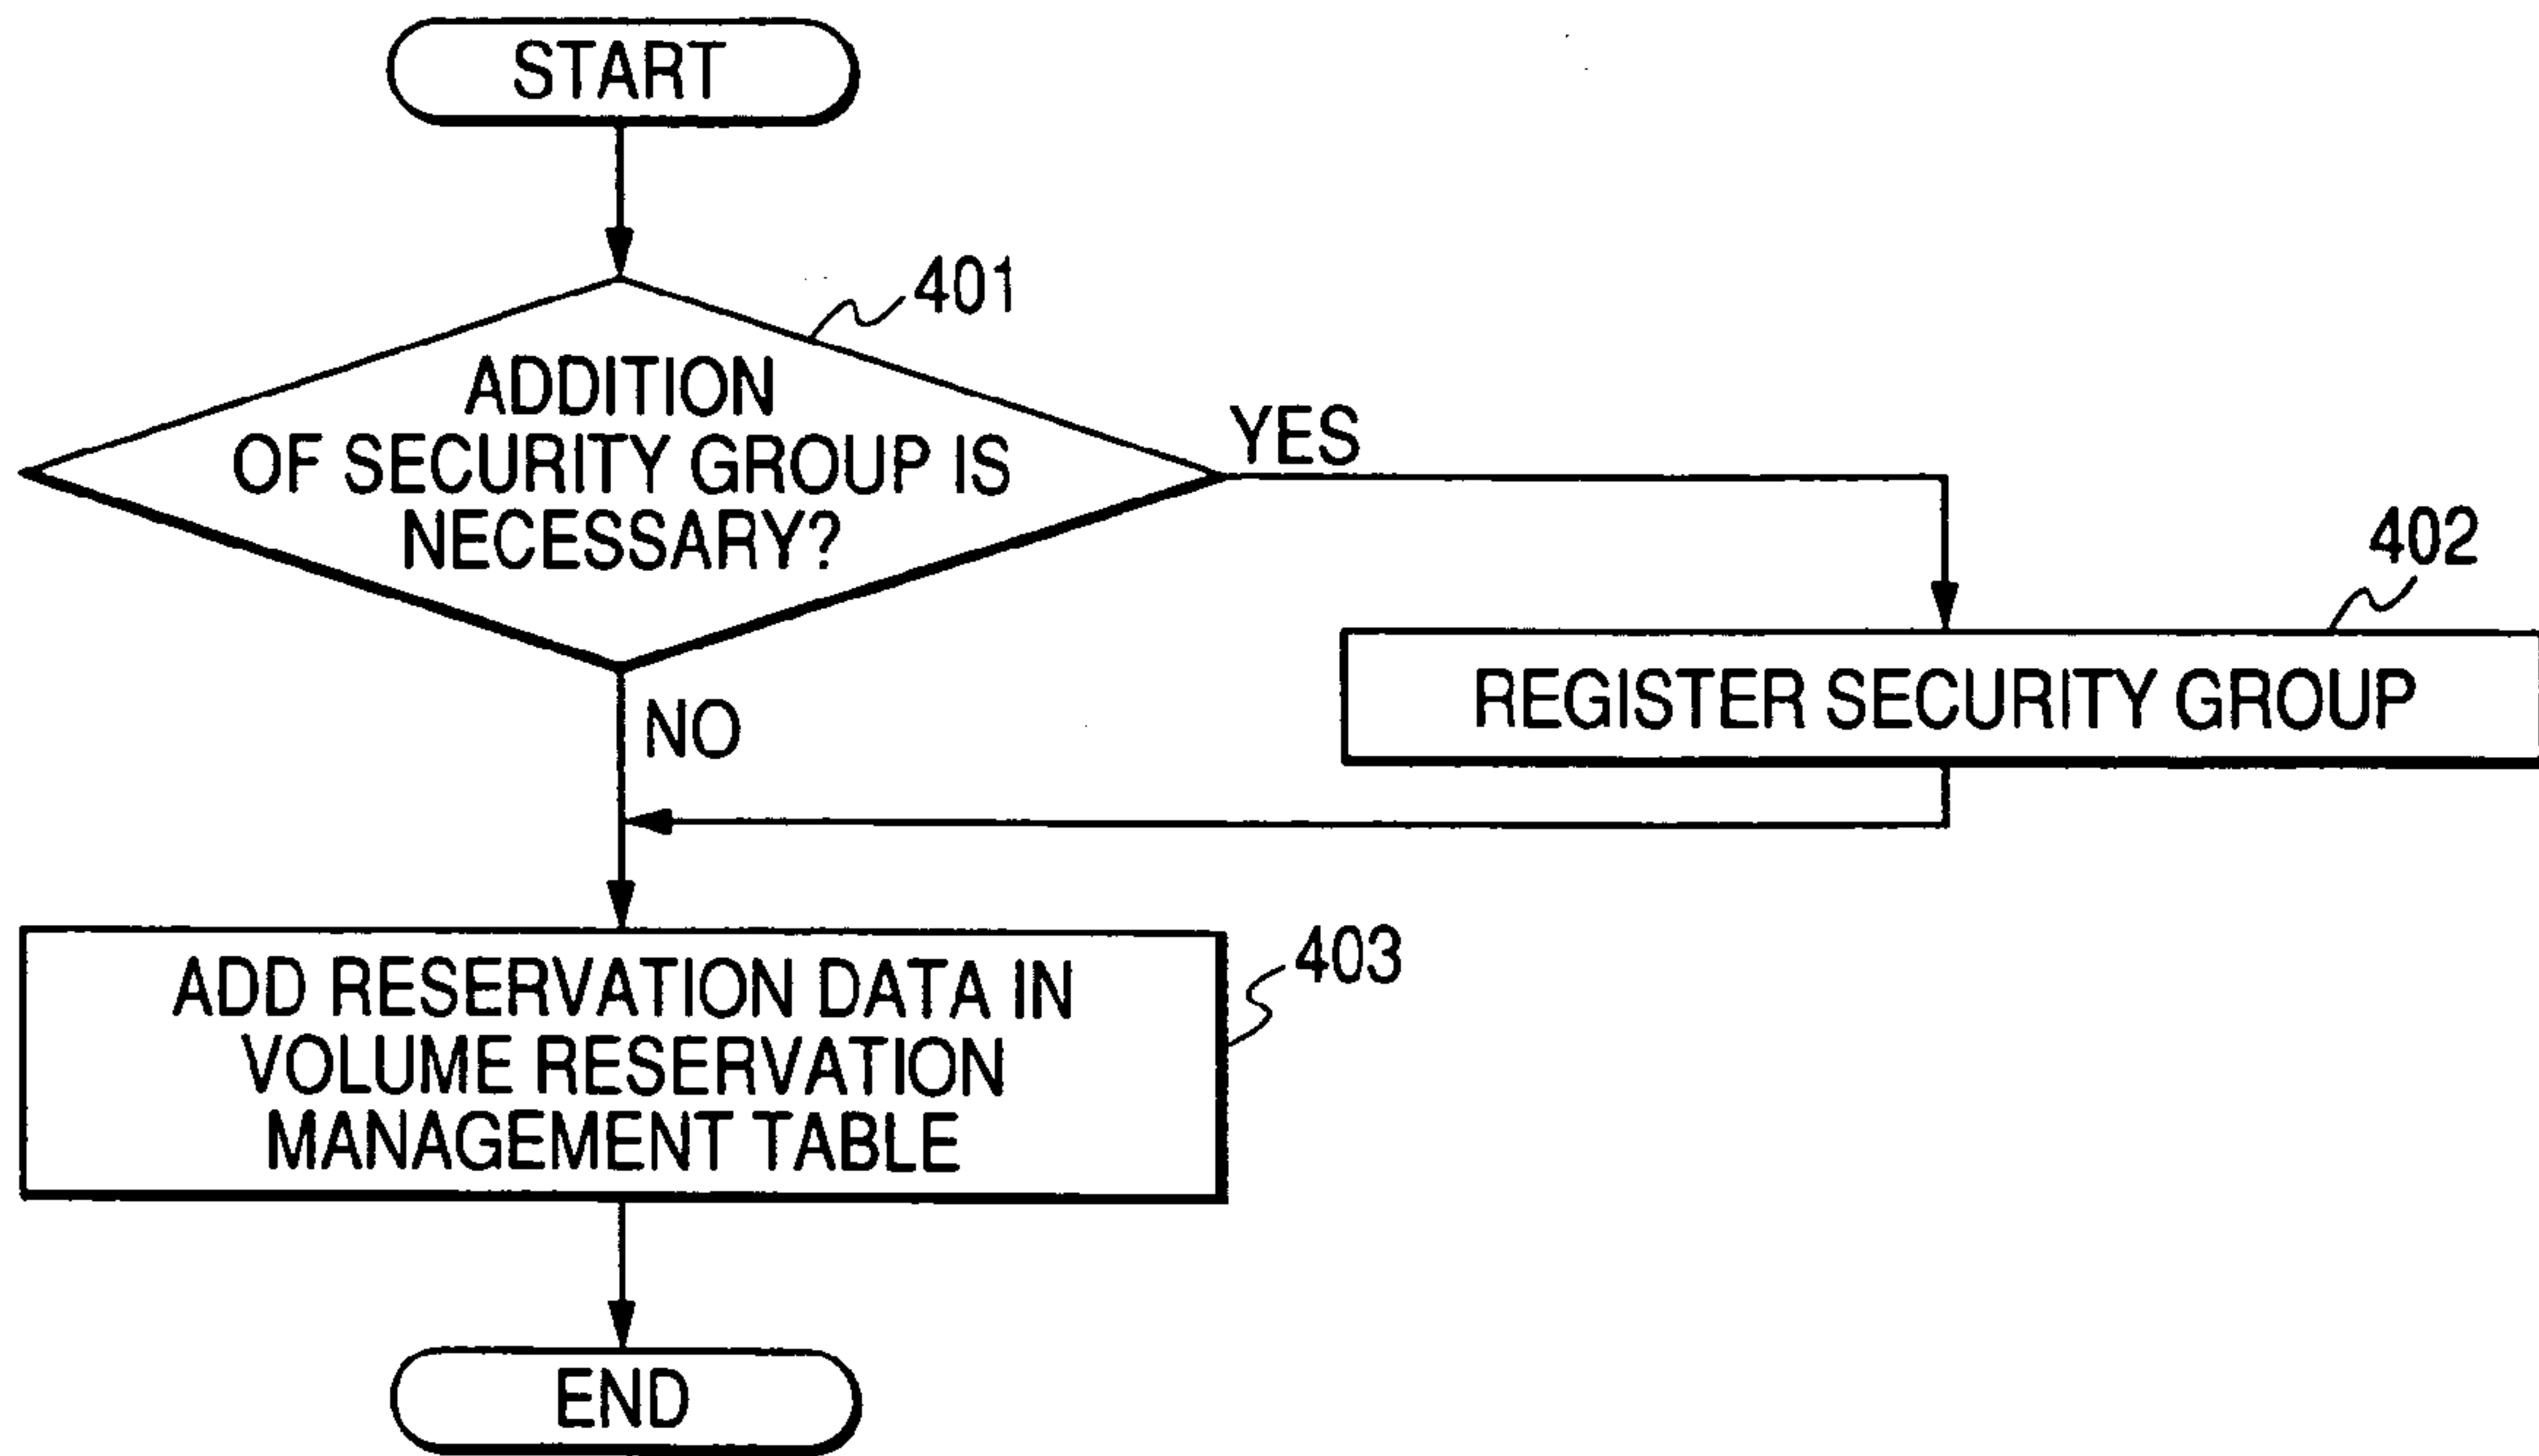 START
401
ADDITION
OF SECURITY GROUP IS
NECESSARY?
YES
402
REGISTER SECURITY GROUP
NO
403
ADD RESERVATION DATA IN
VOLUME RESERVATION
MANAGEMENT TABLE
END